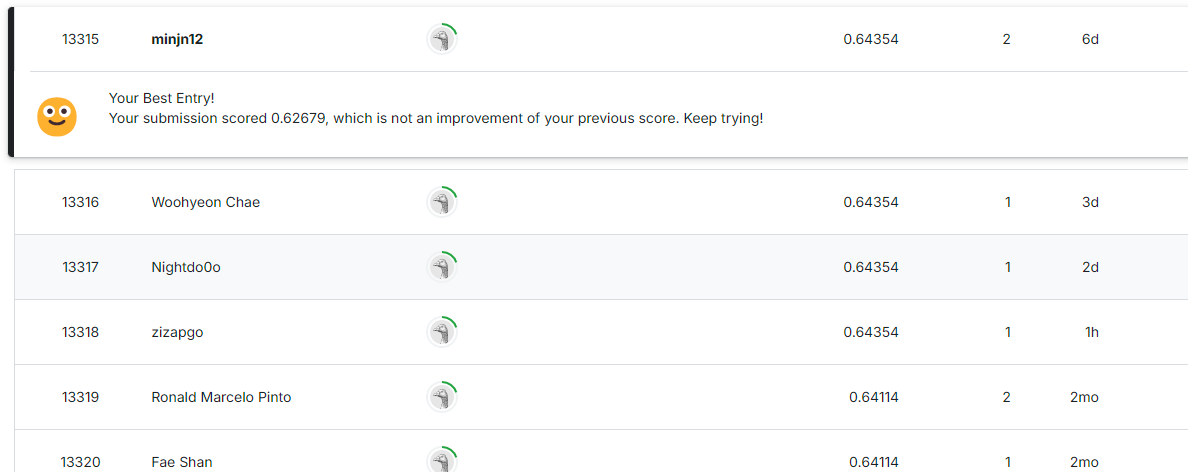 13315 minjn12 0.64354 2 6d
Your Best Entry!
Your submission scored 0.62679, which is not an improvement of your previous score. Keep trying!
13316 Woohyeon Chae 0.64354 1 3d
13317 Nightdo0o 0.64354 1 2d
13318 zizapgo 0.64354 1 1h
13319 Ronald Marcelo Pinto 0.64114 2 2mo
13320 Fae Shan 0.64114 1 2mo